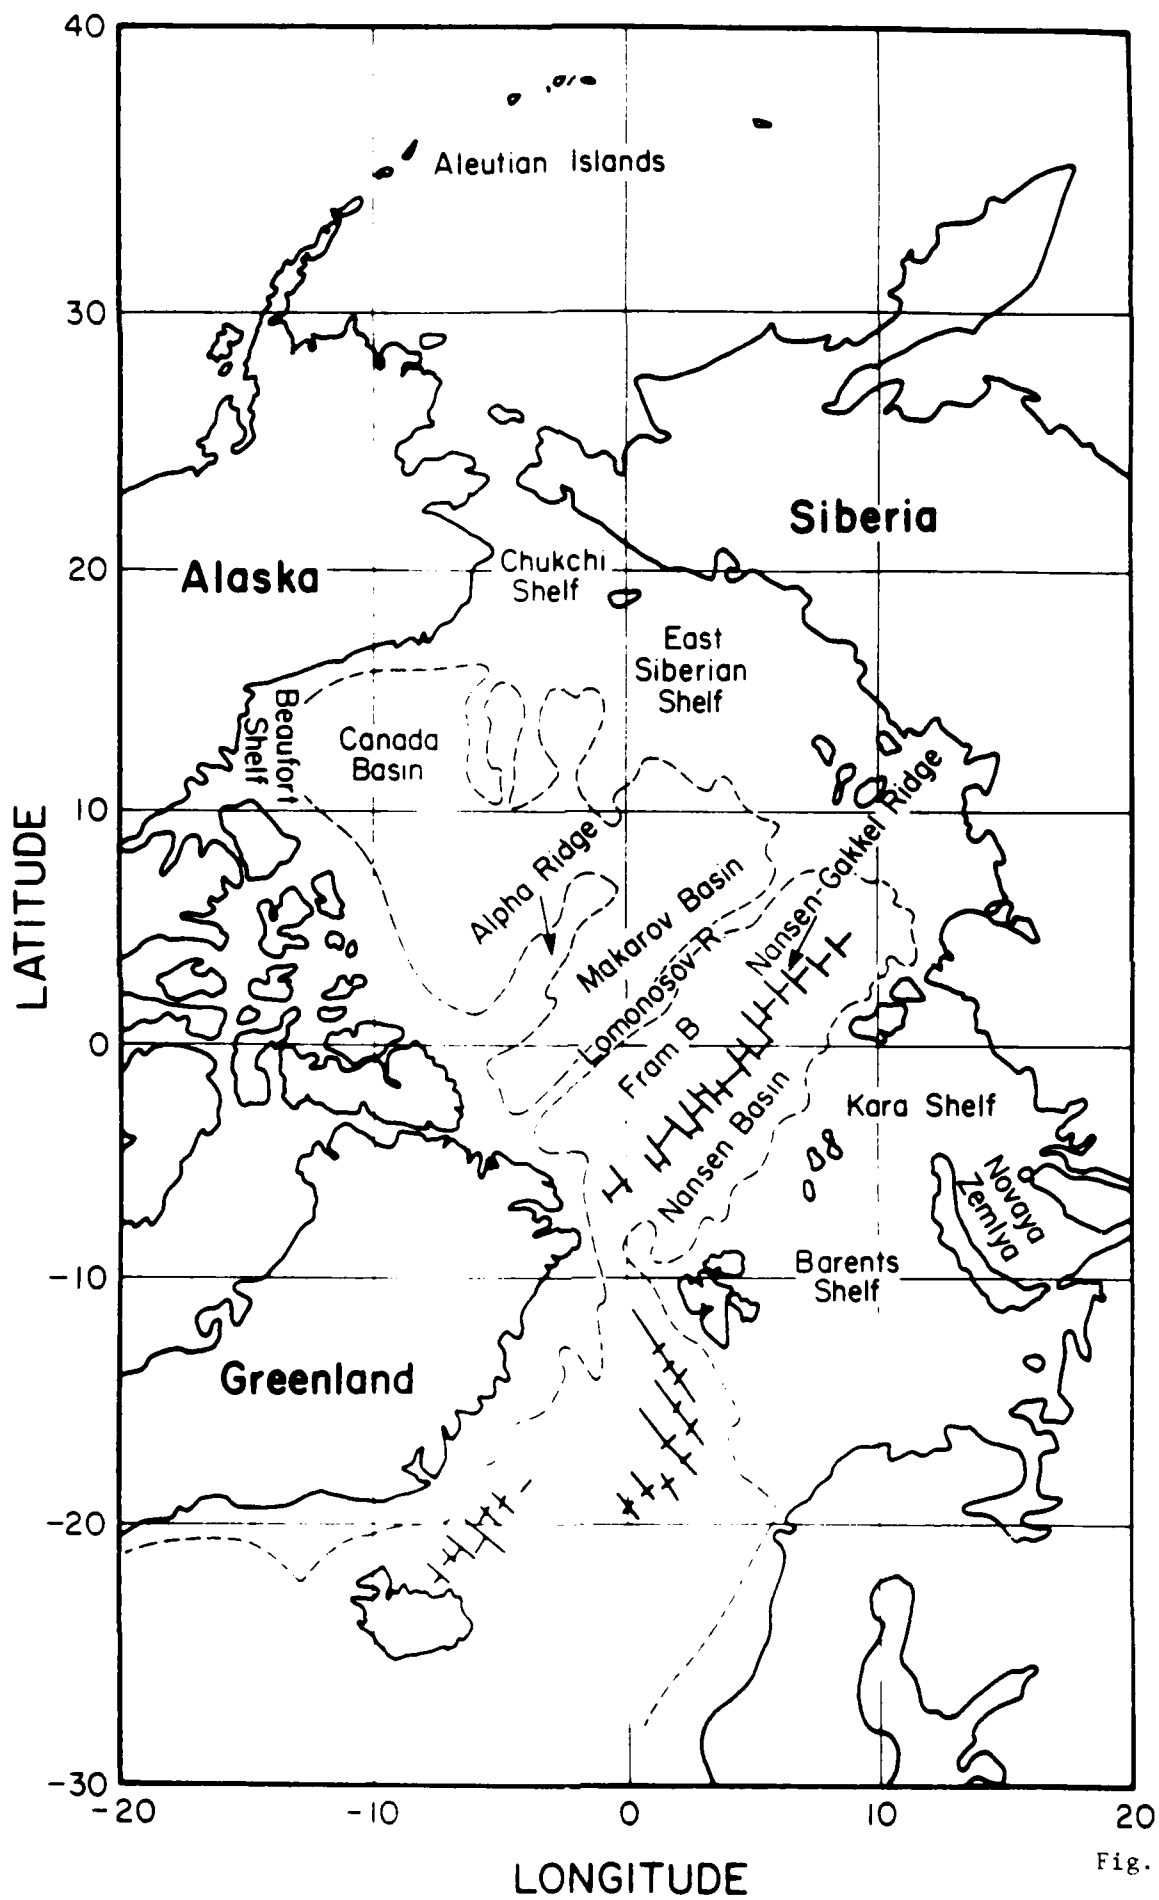 40
Aleutian Islands
30
Siberia
20
Alaska
Chukchi
Shelf
East
Siberian
Shelf
Beaufort
Shelf
Canada
Basin
10
Nansen-Gakkel Ridge
Alpha Ridge
Makarov Basin
Lomonosov-R
LATITUDE
0
Fram B
Nansen Basin
Kara Shelf
Novaya
Zemlya
-10
Barents
Shelf
Greenland
-20
-30
-20
-10
0
10
20
LONGITUDE
Fig.